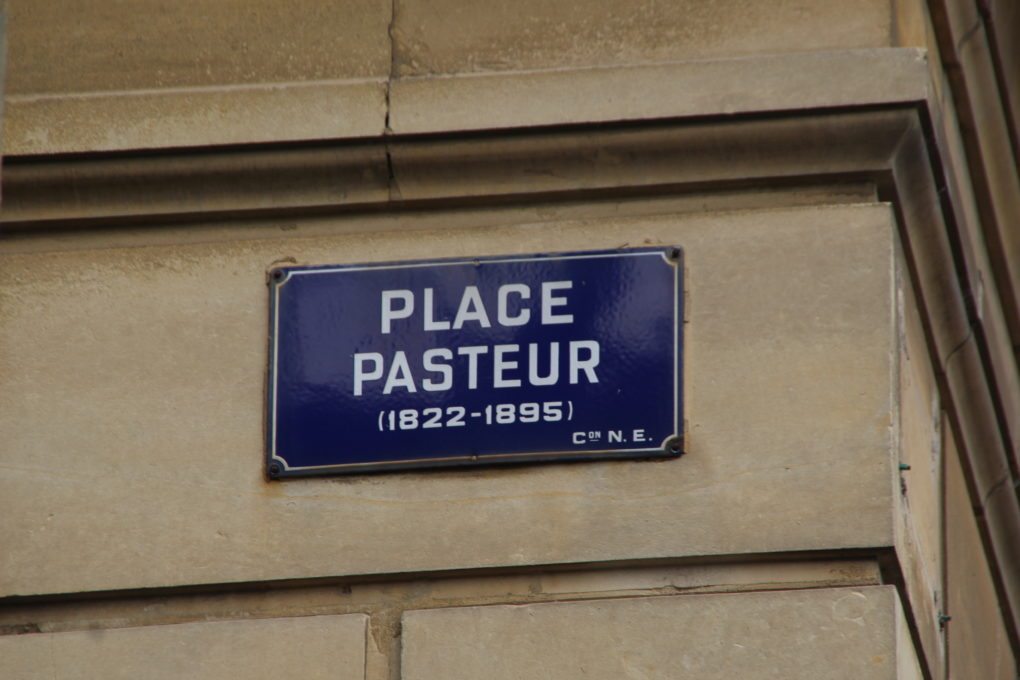 PLACE
PASTEUR
(1822-1895)
Cᴼᴺ N. E.